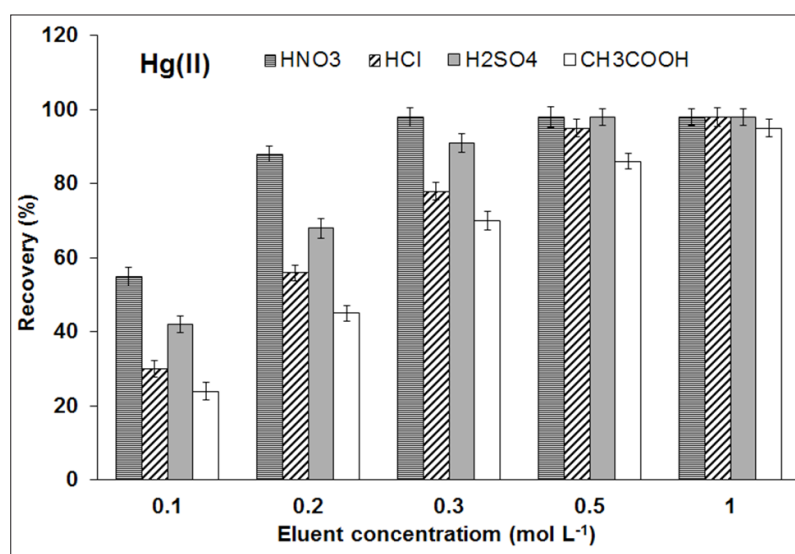 120
100
80
60
40
20
0
Recovery (%)
Hg(II)
HNO3 HCl H2SO4 CH3COOH
0.1 0.2 0.3 0.5 1
Eluent concentratiom (mol L⁻¹)